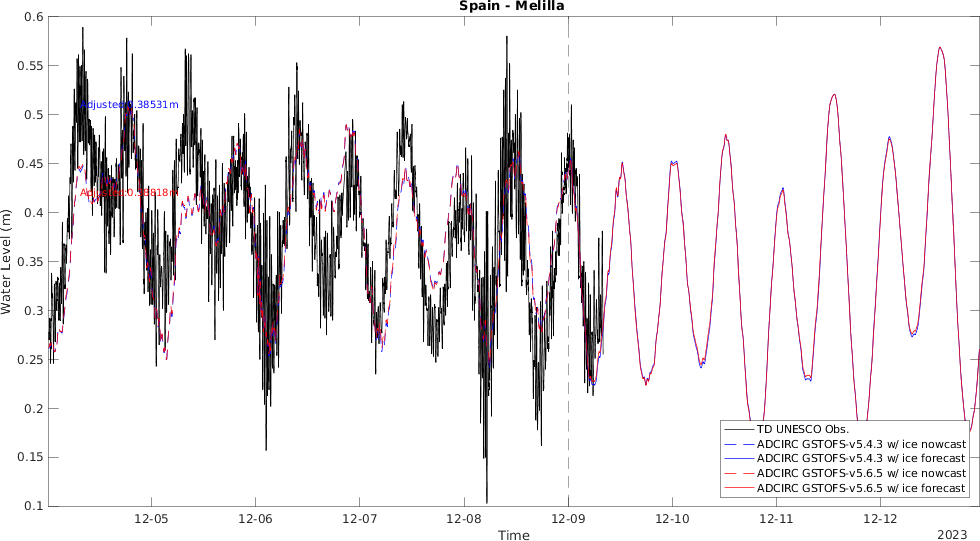 Spain - Melilla
0.6
0.55
0.5
0.45
0.4
0.35
0.3
0.25
0.2
0.15
0.1
Water Level (m)
TD UNESCO Obs.
ADCIRC GSTOFS-v5.4.3 w/ ice nowcast
ADCIRC GSTOFS-v5.4.3 w/ ice forecast
ADCIRC GSTOFS-v5.6.5 w/ ice nowcast
ADCIRC GSTOFS-v5.6.5 w/ ice forecast
12-05
12-06
12-07
12-08
12-09
12-10
12-11
12-12
Time
2023